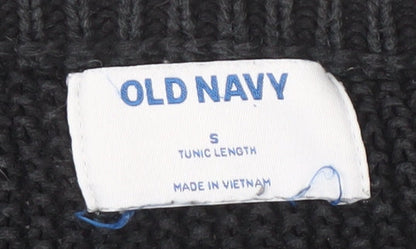 OLD NAVY
S
TUNIC LENGTH
MADE IN VIETNAM